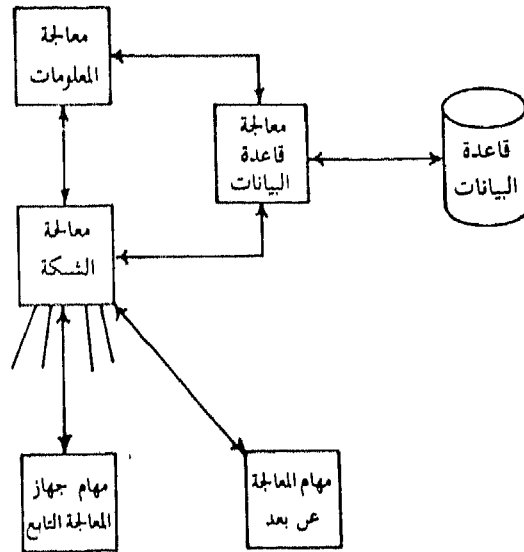 معالجة
المعلومات
معالجة
قاعدة
البيانات
قاعدة
البيانات
معالجة
الشبكة
مهام جهاز
المعالجة التابع
مهام المعالجة
عن بعد